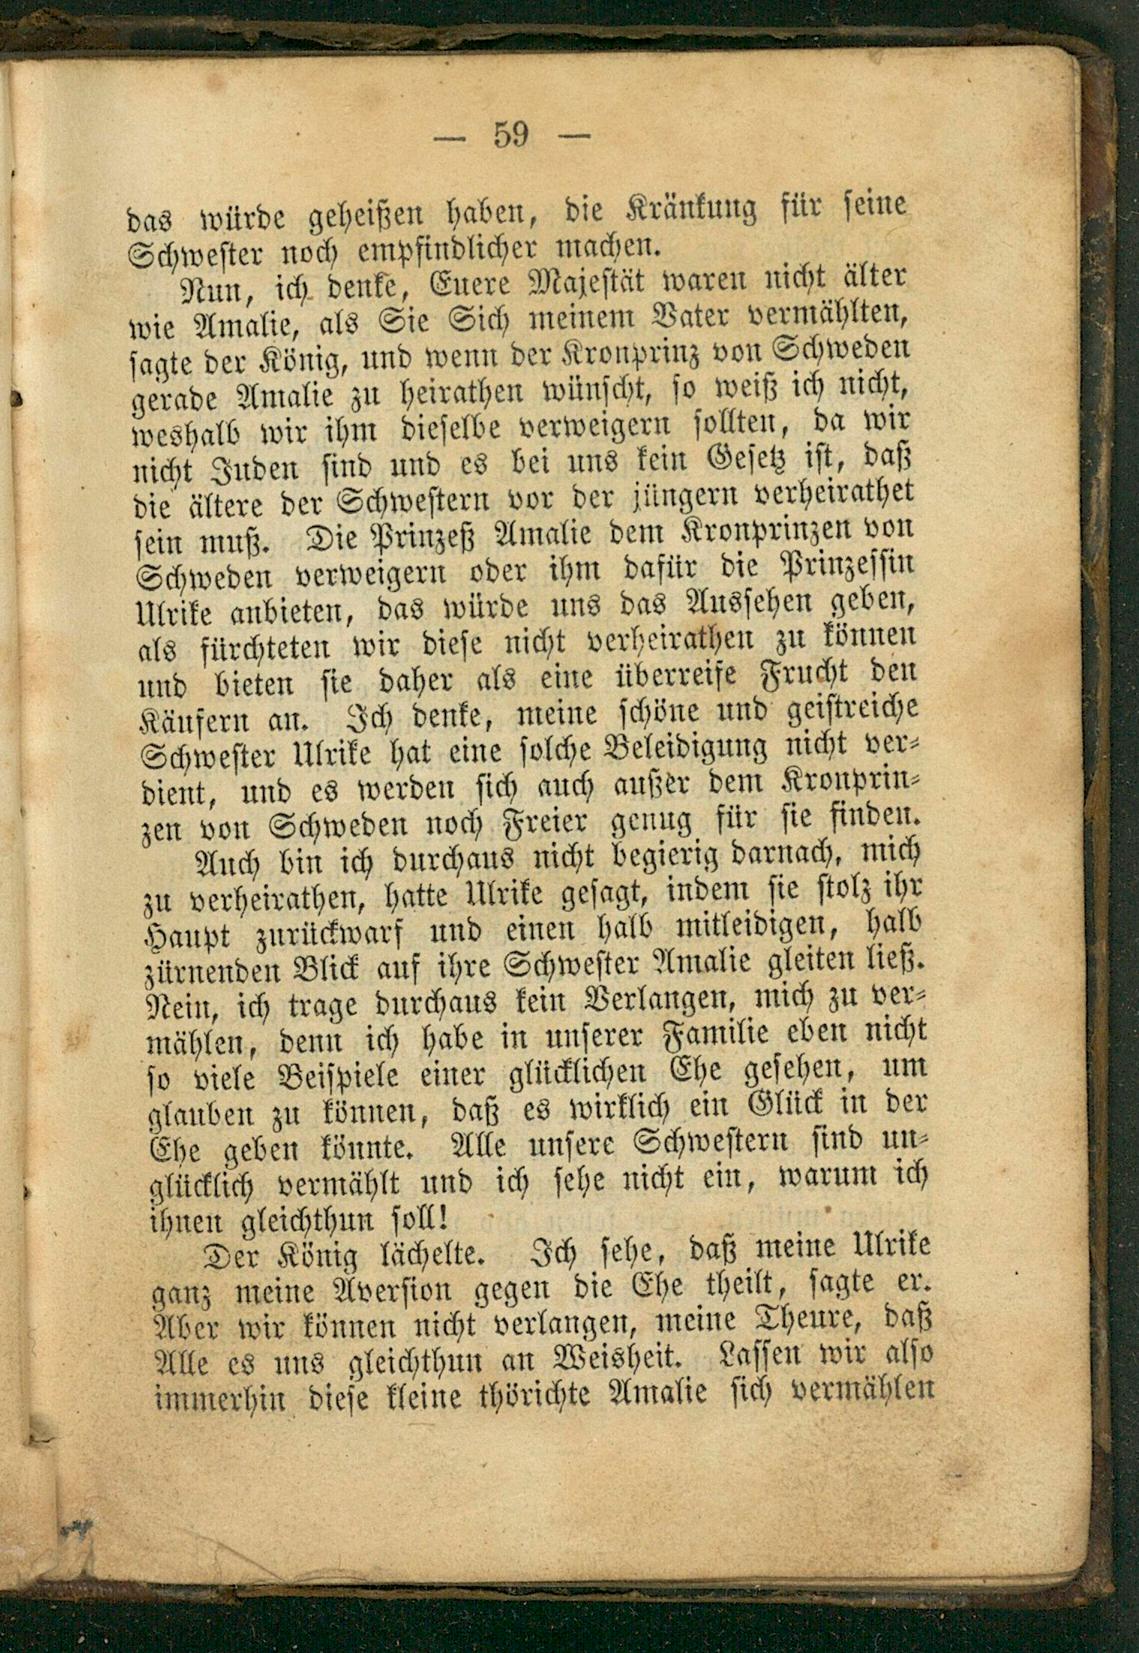 — 59 —
das würde geheißen haben, die Kränkung für seine
Schwester noch empfindlicher machen.
Nun, ich denke, Euere Majestät waren nicht älter
wie Amalie, als Sie Sich meinem Vater vermählten,
sagte der König, und wenn der Kronprinz von Schweden
gerade Amalie zu heirathen wünscht, so weiß ich nicht,
weshalb wir ihm dieselbe verweigern sollten, da wir
nicht Juden sind und es bei uns kein Gesetz ist, daß
die ältere der Schwestern vor der jüngern verheirathet
sein muß. Die Prinzeß Amalie dem Kronprinzen von
Schweden verweigern oder ihm dafür die Prinzessin
Ulrike anbieten, das würde uns das Aussehen geben,
als fürchteten wir diese nicht verheirathen zu können
und bieten sie daher als eine überreife Frucht den
Käufern an. Ich denke, meine schöne und geistreiche
Schwester Ulrike hat eine solche Beleidigung nicht ver-
dient, und es werden sich auch außer dem Kronprin-
zen von Schweden noch Freier genug für sie finden.
Auch bin ich durchaus nicht begierig darnach, mich
zu verheirathen, hatte Ulrike gesagt, indem sie stolz ihr
Haupt zurückwarf und einen halb mitleidigen, halb
zürnenden Blick auf ihre Schwester Amalie gleiten ließ.
Nein, ich trage durchaus kein Verlangen, mich zu ver-
mählen, denn ich habe in unserer Familie eben nicht
so viele Beispiele einer glücklichen Ehe gesehen, um
glauben zu können, daß es wirklich ein Glück in der
Ehe geben könnte. Alle unsere Schwestern sind un-
glücklich vermählt und ich sehe nicht ein, warum ich
ihnen gleichthun soll!
Der König lächelte. Ich sehe, daß meine Ulrike
ganz meine Aversion gegen die Ehe theilt, sagte er.
Aber wir können nicht verlangen, meine Theure, daß
Alle es uns gleichthun an Weisheit. Lassen wir also
immerhin diese kleine thörichte Amalie sich vermählen